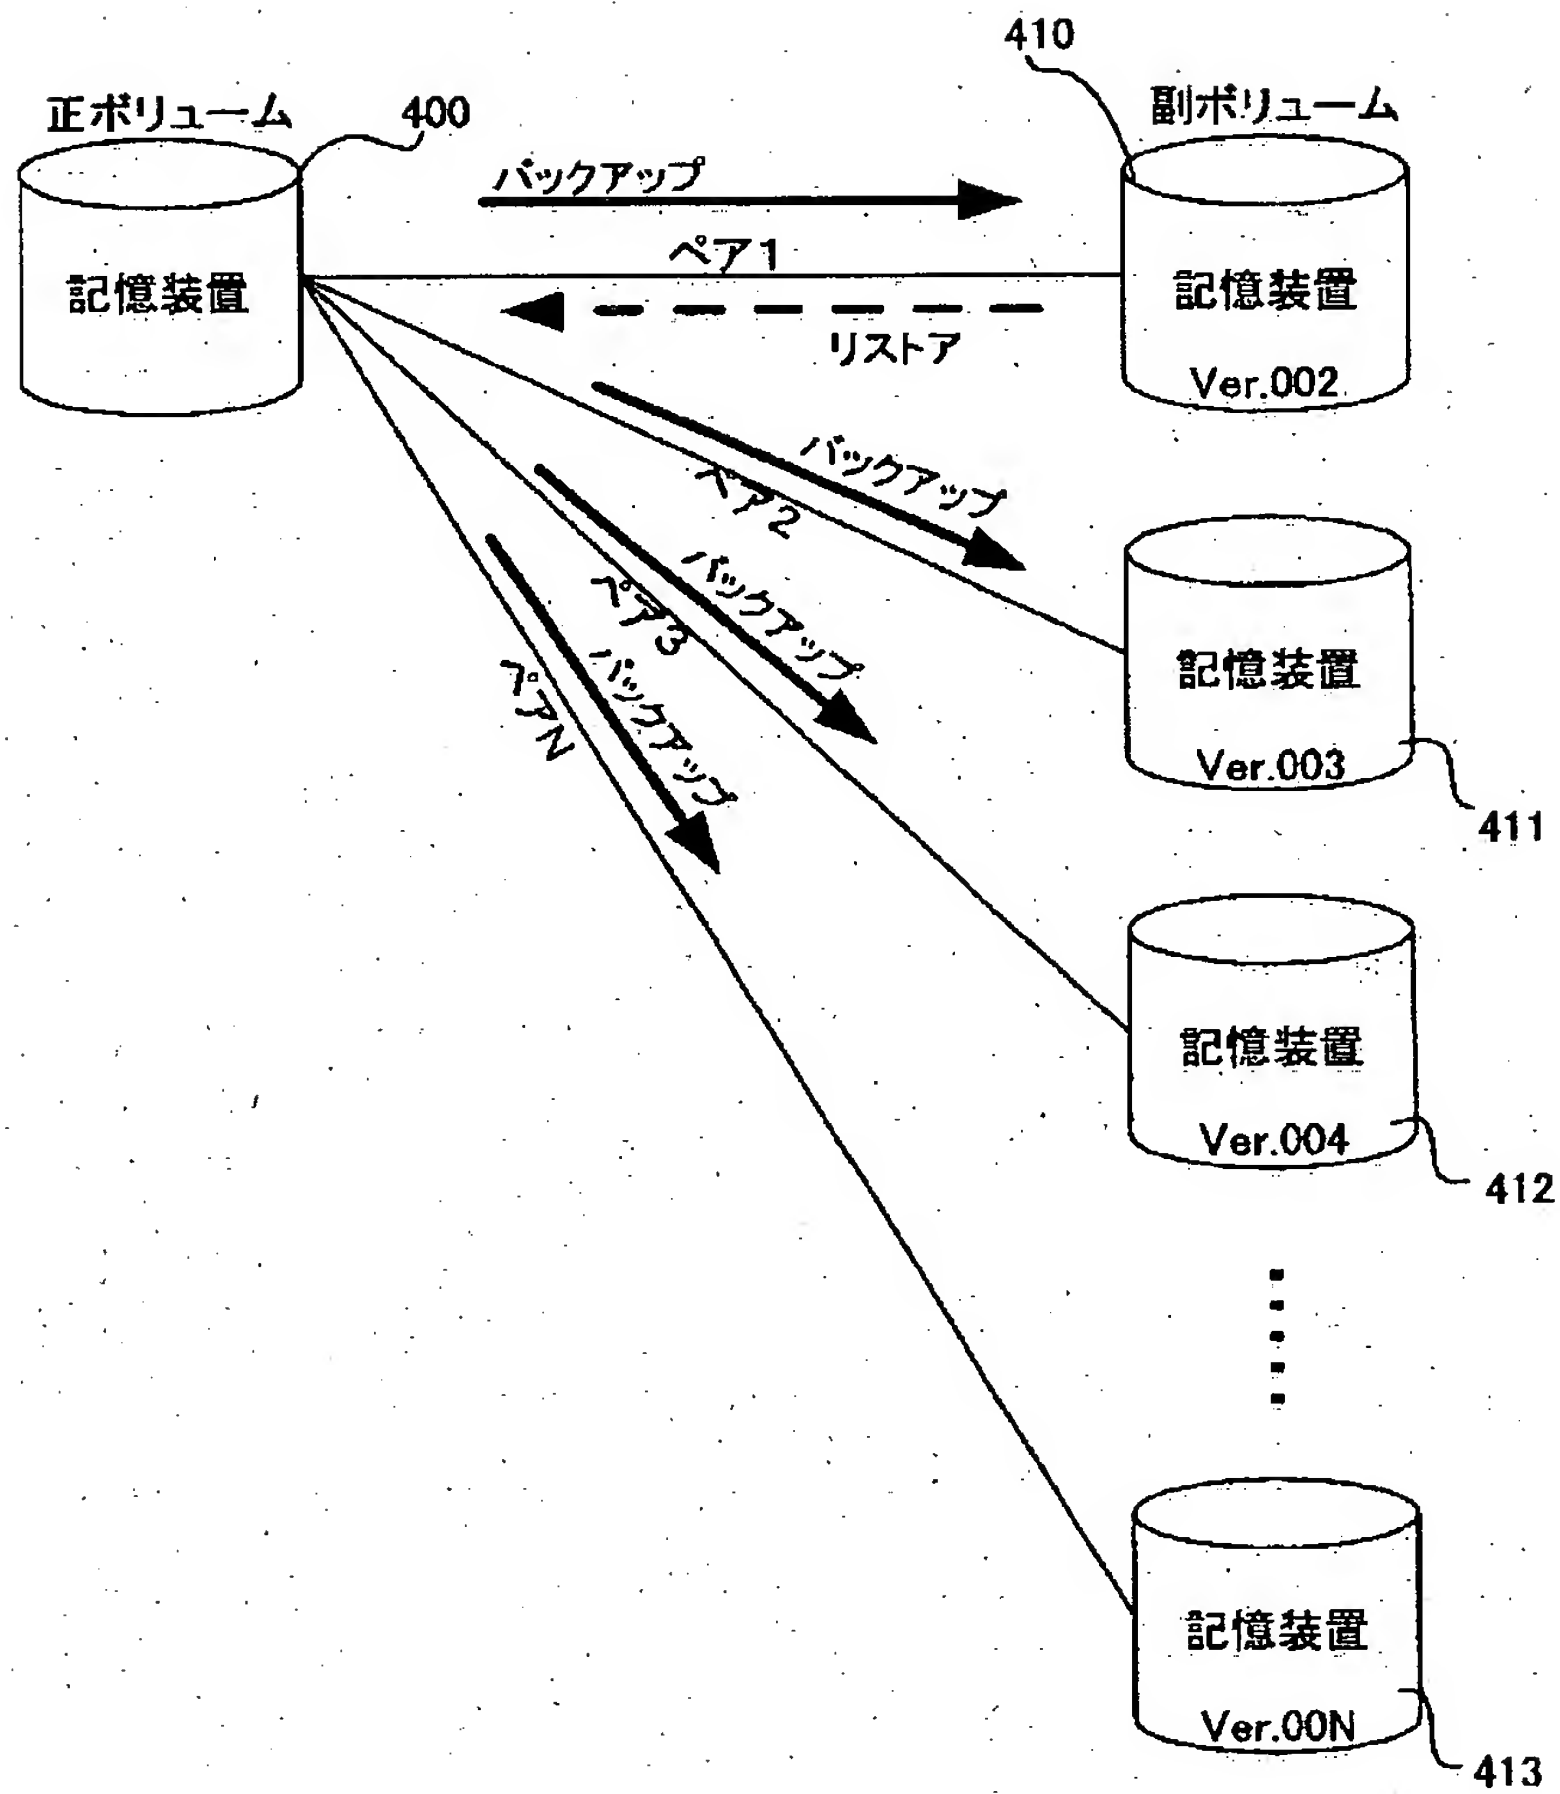 410
正ボリューム
400
副ボリューム
バックアップ
ペア1
記憶装置
記憶装置
リストア
Ver.002
バックアップ
ペア2
バックアップ
ペア3
バックアップ
ペアN
記憶装置
Ver.003
411
記憶装置
Ver.004
412
記憶装置
Ver.00N
413